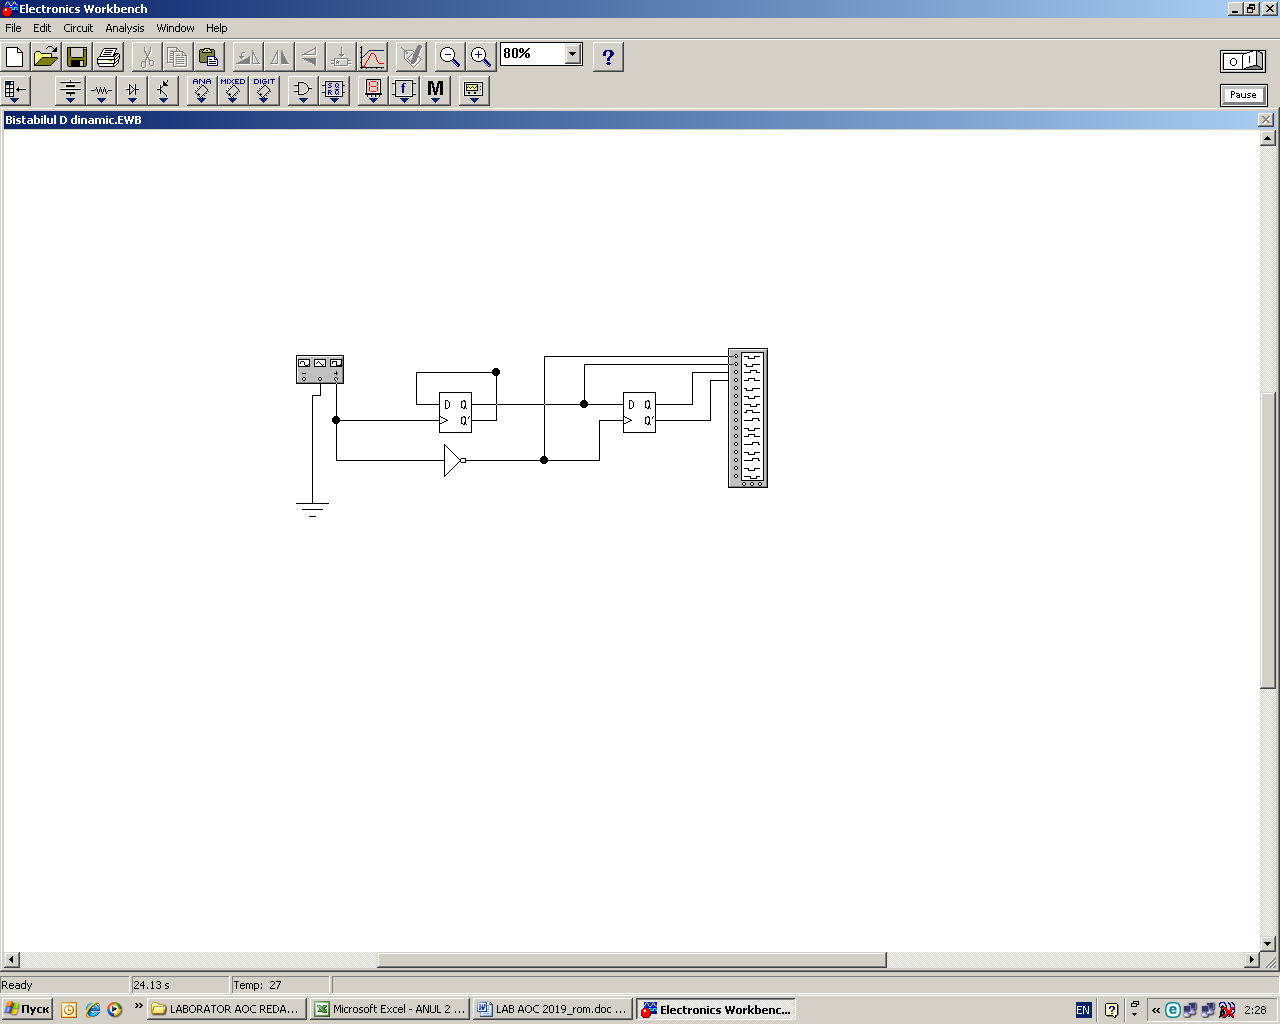 Electronics Workbench
File Edit Circuit Analysis Window Help
80%
?
O I
ANA MIXED DIGIT
f M
Pause
Bistabilul D dinamic.EWB
D Q
Q'
D Q
Q'
Ready 24.13 s Temp: 27
Пуск » LABORATOR AOC REDA... Microsoft Excel - ANUL 2 ... LAB AOC 2019_rom.doc ... Electronics Workbenc... EN ? « 2:28